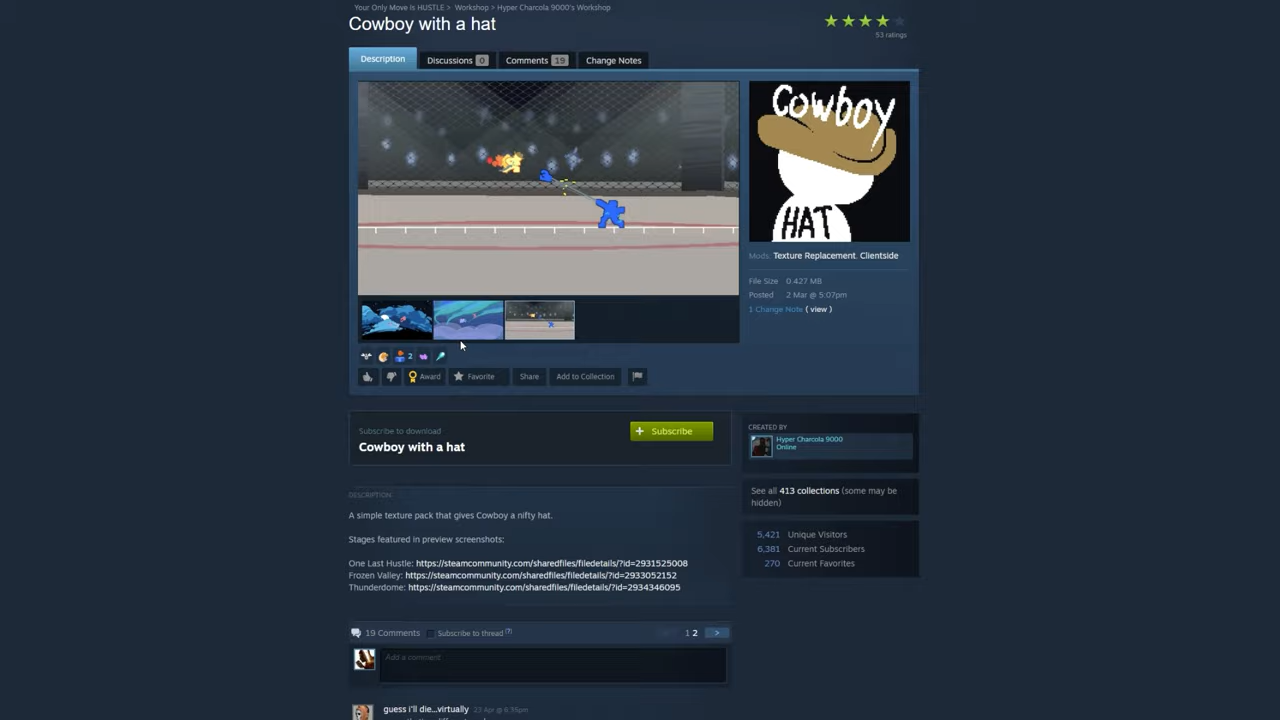 Your Only Move Is HUSTLE > Workshop > Hyper Charcola 9000's Workshop
Cowboy with a hat
53 ratings
Description
Discussions 0
Comments 19
Change Notes
Cowboy
HAT
Mods: Texture Replacement, Clientside
File Size 0.427 MB
Posted 2 Mar @ 5:07pm
1 Change Note ( view )
2
Award
Favorite
Share
Add to Collection
Subscribe to download
Cowboy with a hat
Subscribe
CREATED BY
Hyper Charcola 9000
Online
See all 413 collections (some may be
hidden)
5,421 Unique Visitors
6,381 Current Subscribers
270 Current Favorites
DESCRIPTION
A simple texture pack that gives Cowboy a nifty hat.
Stages featured in preview screenshots:
One Last Hustle: https://steamcommunity.com/sharedfiles/filedetails/?id=2931525008
Frozen Valley: https://steamcommunity.com/sharedfiles/filedetails/?id=2933052152
Thunderdome: https://steamcommunity.com/sharedfiles/filedetails/?id=2934346095
19 Comments Subscribe to thread (?)
1 2 >
Add a comment
guess i'll die...virtually 23 Apr @ 6:35pm